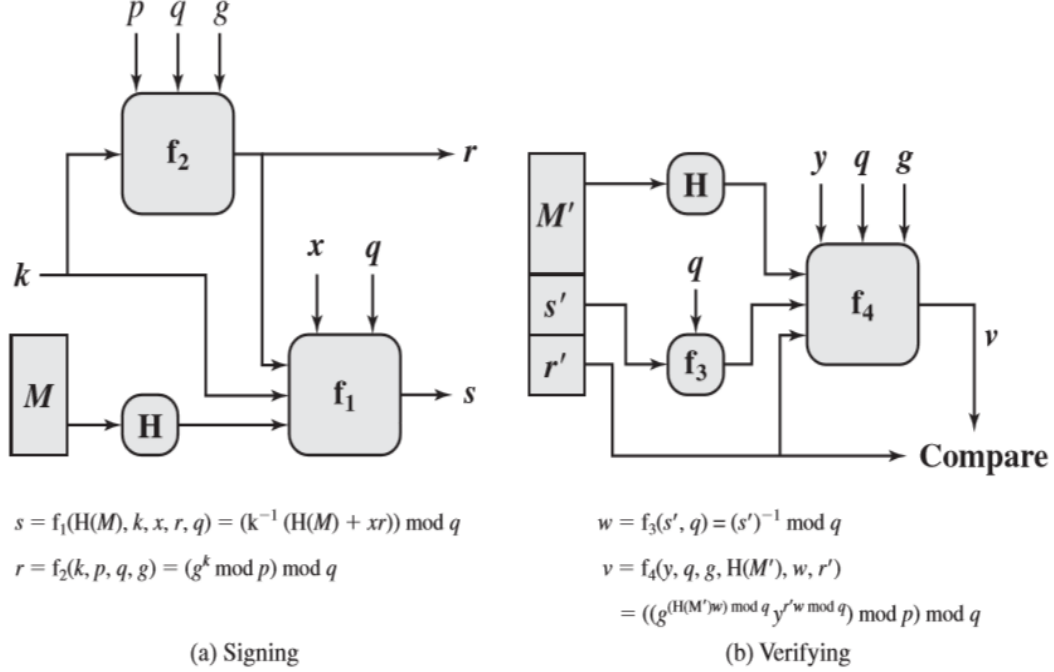 p q g
f₂
r
k
x q
M
H
f₁
s
s = f₁(H(M), k, x, r, q) = (k⁻¹ (H(M) + xr)) mod q
r = f₂(k, p, q, g) = (gᵏ mod p) mod q
(a) Signing
M′
s′
r′
H
q
f₃
y q g
f₄
v
Compare
w = f₃(s′, q) = (s′)⁻¹ mod q
v = f₄(y, q, g, H(M′), w, r′)
= ((g^(H(M′)w) mod q y^r′w mod q) mod p) mod q
(b) Verifying